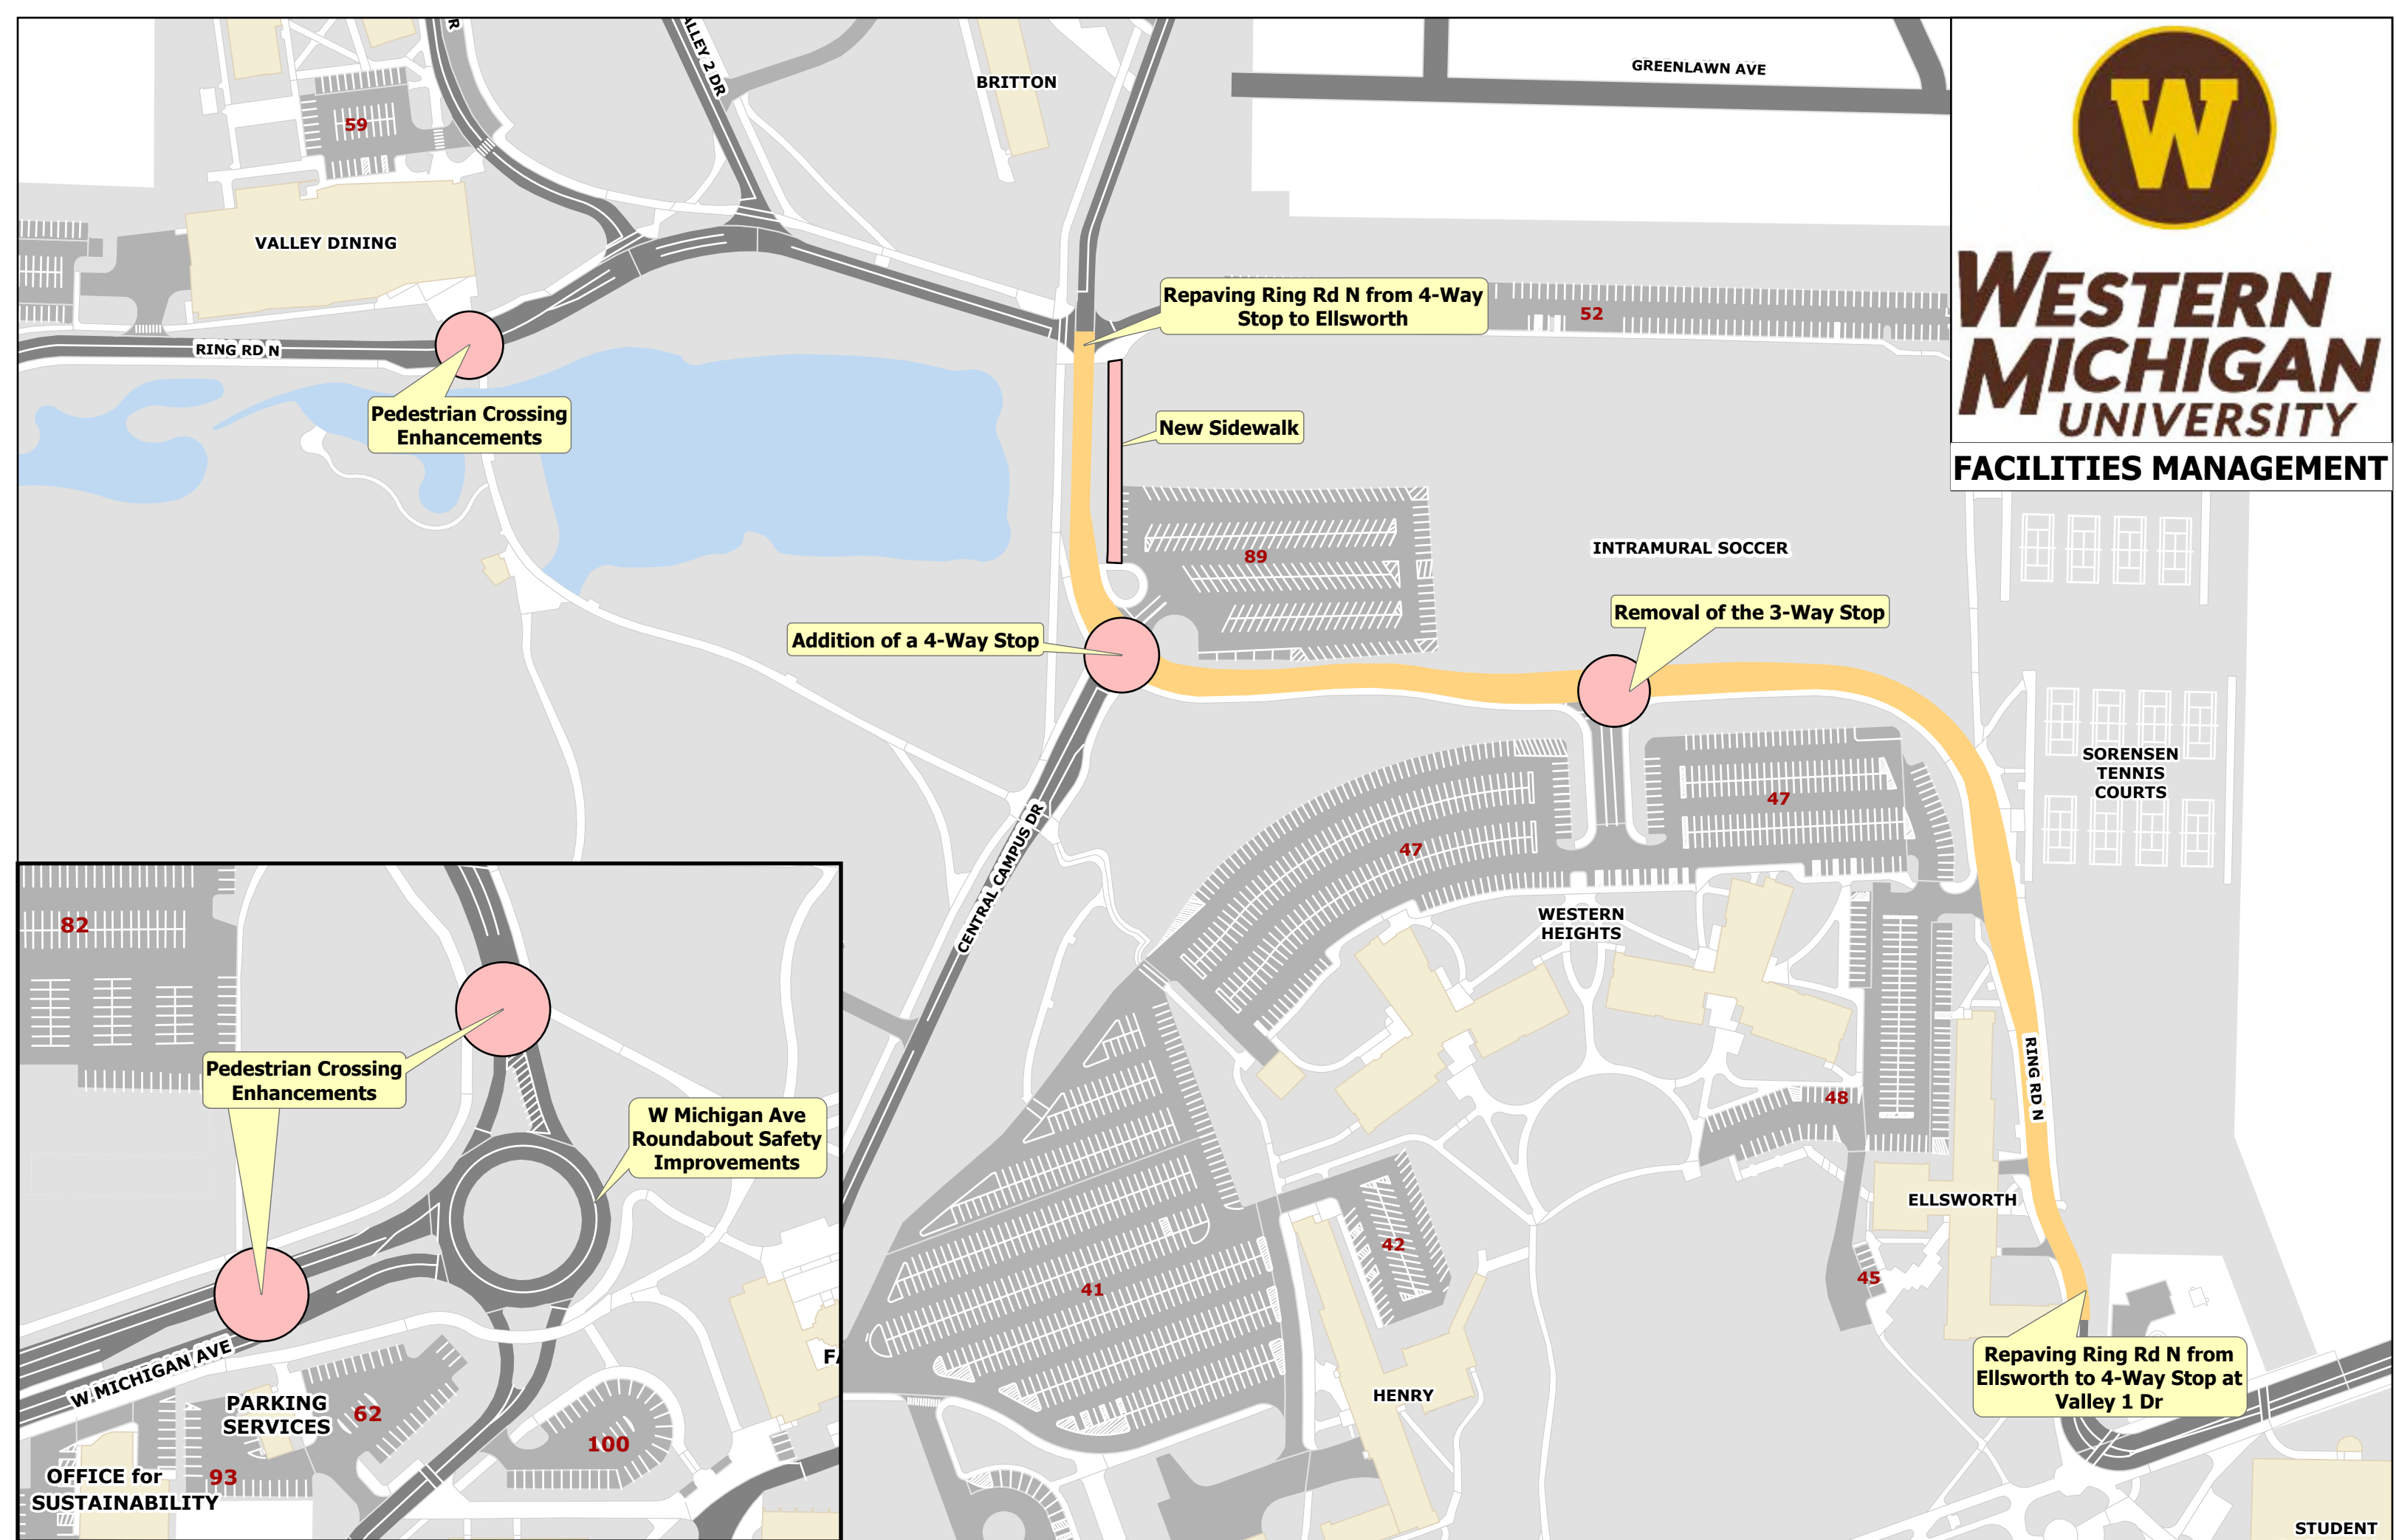 ALLEY 2 DR
R
BRITTON
GREENLAWN AVE
W
WESTERN
MICHIGAN
UNIVERSITY
FACILITIES MANAGEMENT
59
VALLEY DINING
RING RD N
Pedestrian Crossing
Enhancements
Repaving Ring Rd N from 4-Way
Stop to Ellsworth
52
New Sidewalk
89
INTRAMURAL SOCCER
Addition of a 4-Way Stop
Removal of the 3-Way Stop
SORENSEN
TENNIS
COURTS
47
47
CENTRAL CAMPUS DR
WESTERN
HEIGHTS
RING RD N
48
ELLSWORTH
42
45
41
HENRY
Repaving Ring Rd N from
Ellsworth to 4-Way Stop at
Valley 1 Dr
STUDENT
82
Pedestrian Crossing
Enhancements
W Michigan Ave
Roundabout Safety
Improvements
W MICHIGAN AVE
FA
PARKING
SERVICES
62
100
93
OFFICE for
SUSTAINABILITY